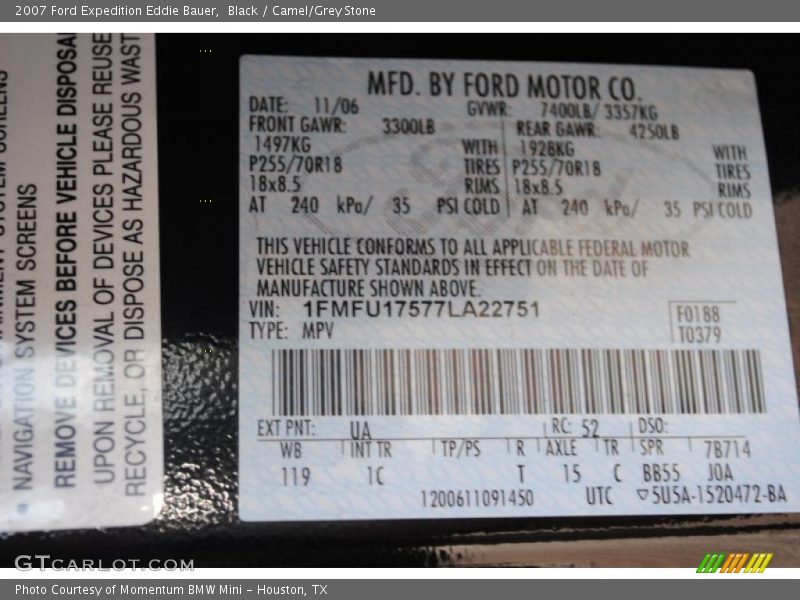 2007 Ford Expedition Eddie Bauer,  Black / Camel/Grey Stone
NAVIGATION SYSTEM SCREENS
REMOVE DEVICES BEFORE VEHICLE DISPOSAL
UPON REMOVAL OF DEVICES PLEASE REUSE
RECYCLE, OR DISPOSE AS HAZARDOUS WAST
MFD. BY FORD MOTOR CO.
DATE: 11/06 GVWR: 7400LB/ 3357KG
FRONT GAWR: 3300LB REAR GAWR: 4250LB
1497KG WITH 1928KG WITH
P255/70R18 TIRES P255/70R18 TIRES
18x8.5 RIMS 18x8.5 RIMS
AT 240 kPa/ 35 PSI COLD AT 240 kPa/ 35 PSI COLD
THIS VEHICLE CONFORMS TO ALL APPLICABLE FEDERAL MOTOR
VEHICLE SAFETY STANDARDS IN EFFECT ON THE DATE OF
MANUFACTURE SHOWN ABOVE.
VIN: 1FMFU17577LA22751
F0188
TYPE: MPV
T0379
EXT PNT: UA RC: 52 DSO:
WB INT TR TP/PS R AXLE TR SPR 7B714
119 1C T 15 C BB55 JOA
1200611091450 UTC ▽5U5A-1520472-BA
GTCARLOT.COM
Photo Courtesy of Momentum BMW Mini - Houston, TX